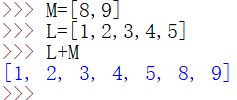 >>> M=[8,9]
>>> L=[1,2,3,4,5]
>>> L+M
[1, 2, 3, 4, 5, 8, 9]
>>>